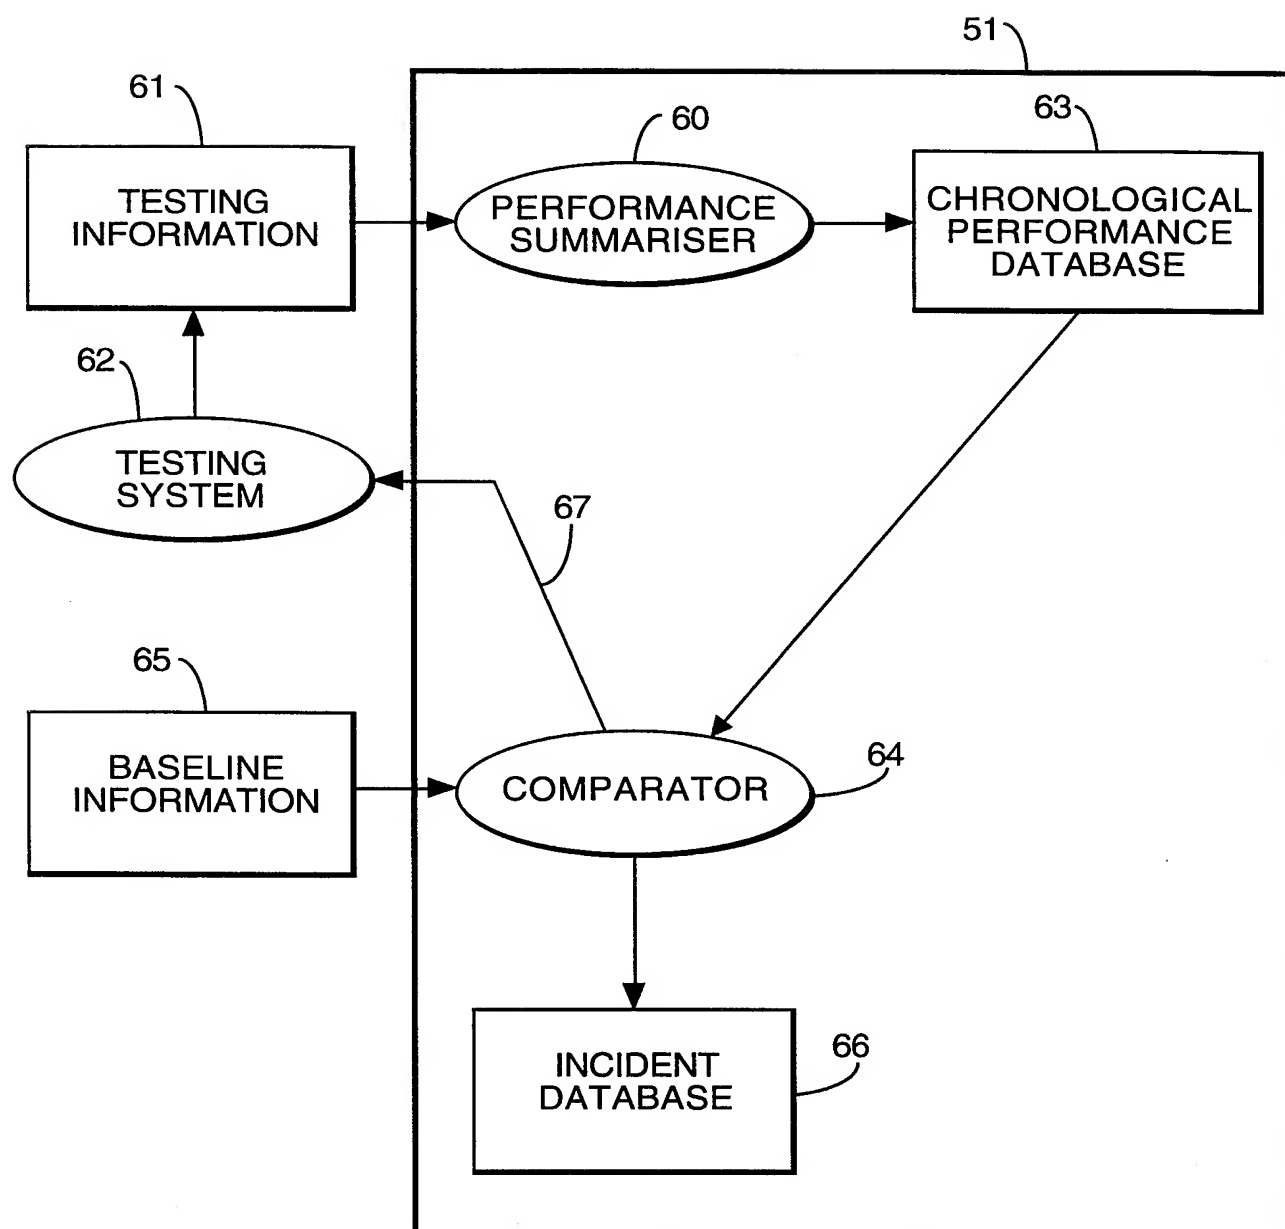 51
61
60
63
TESTING
INFORMATION
PERFORMANCE
SUMMARISER
CHRONOLOGICAL
PERFORMANCE
DATABASE
62
TESTING
SYSTEM
67
65
BASELINE
INFORMATION
COMPARATOR
64
INCIDENT
DATABASE
66